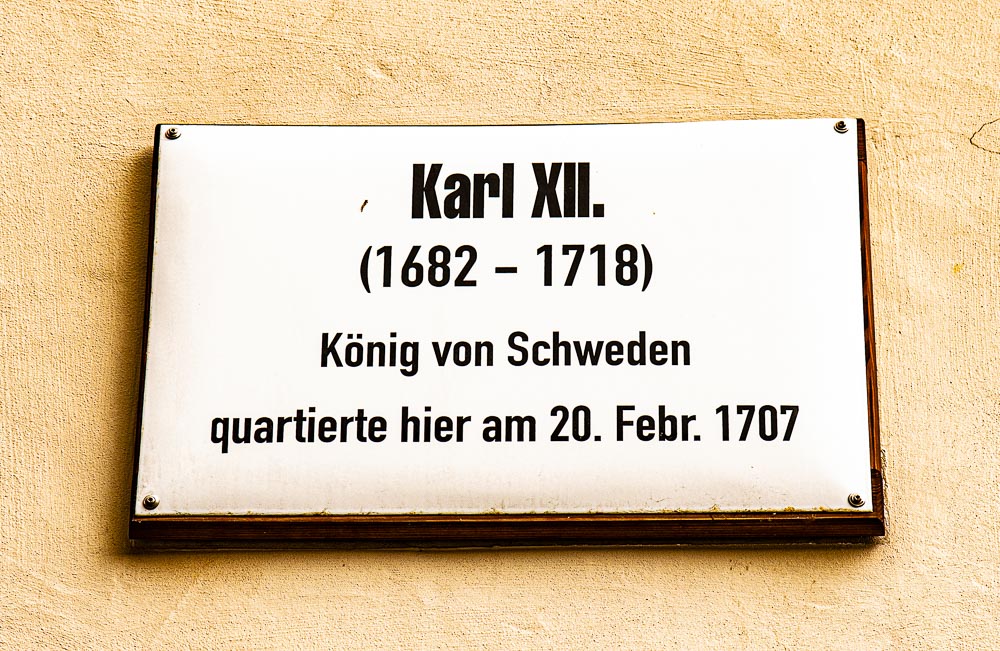 Karl XII.
(1682 – 1718)
König von Schweden
quartierte hier am 20. Febr. 1707